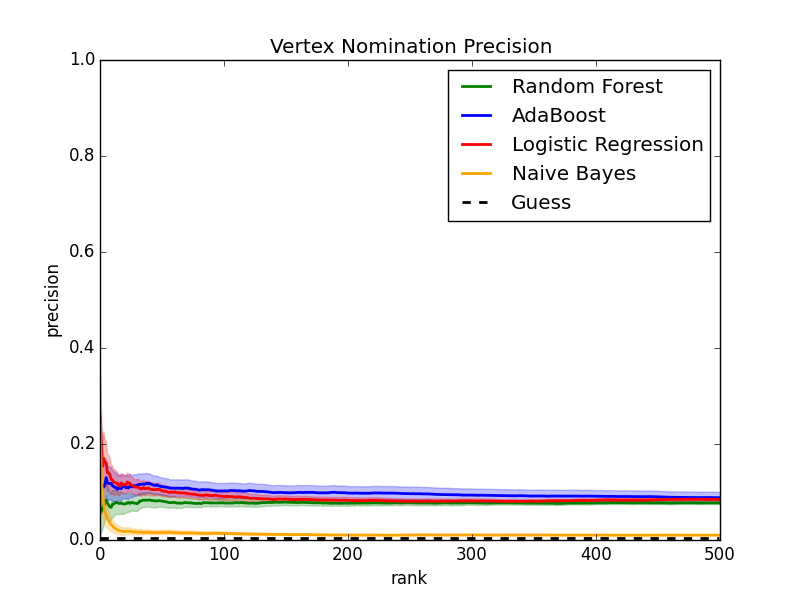 Vertex Nomination Precision
1.0
0.8
0.6
0.4
0.2
0.0
precision
Random Forest
AdaBoost
Logistic Regression
Naive Bayes
Guess
0 100 200 300 400 500
rank